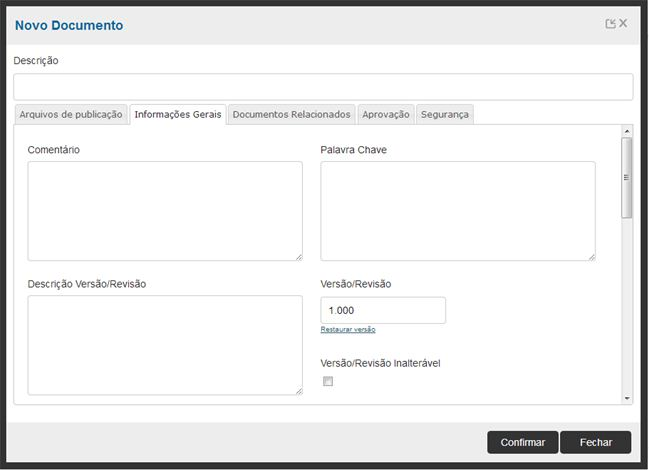 Novo Documento
Descrição
Arquivos de publicação Informações Gerais Documentos Relacionados Aprovação Segurança
Comentário Palavra Chave
Descrição Versão/Revisão Versão/Revisão
1.000
Restaurar versão
Versão/Revisão Inalterável
Confirmar Fechar